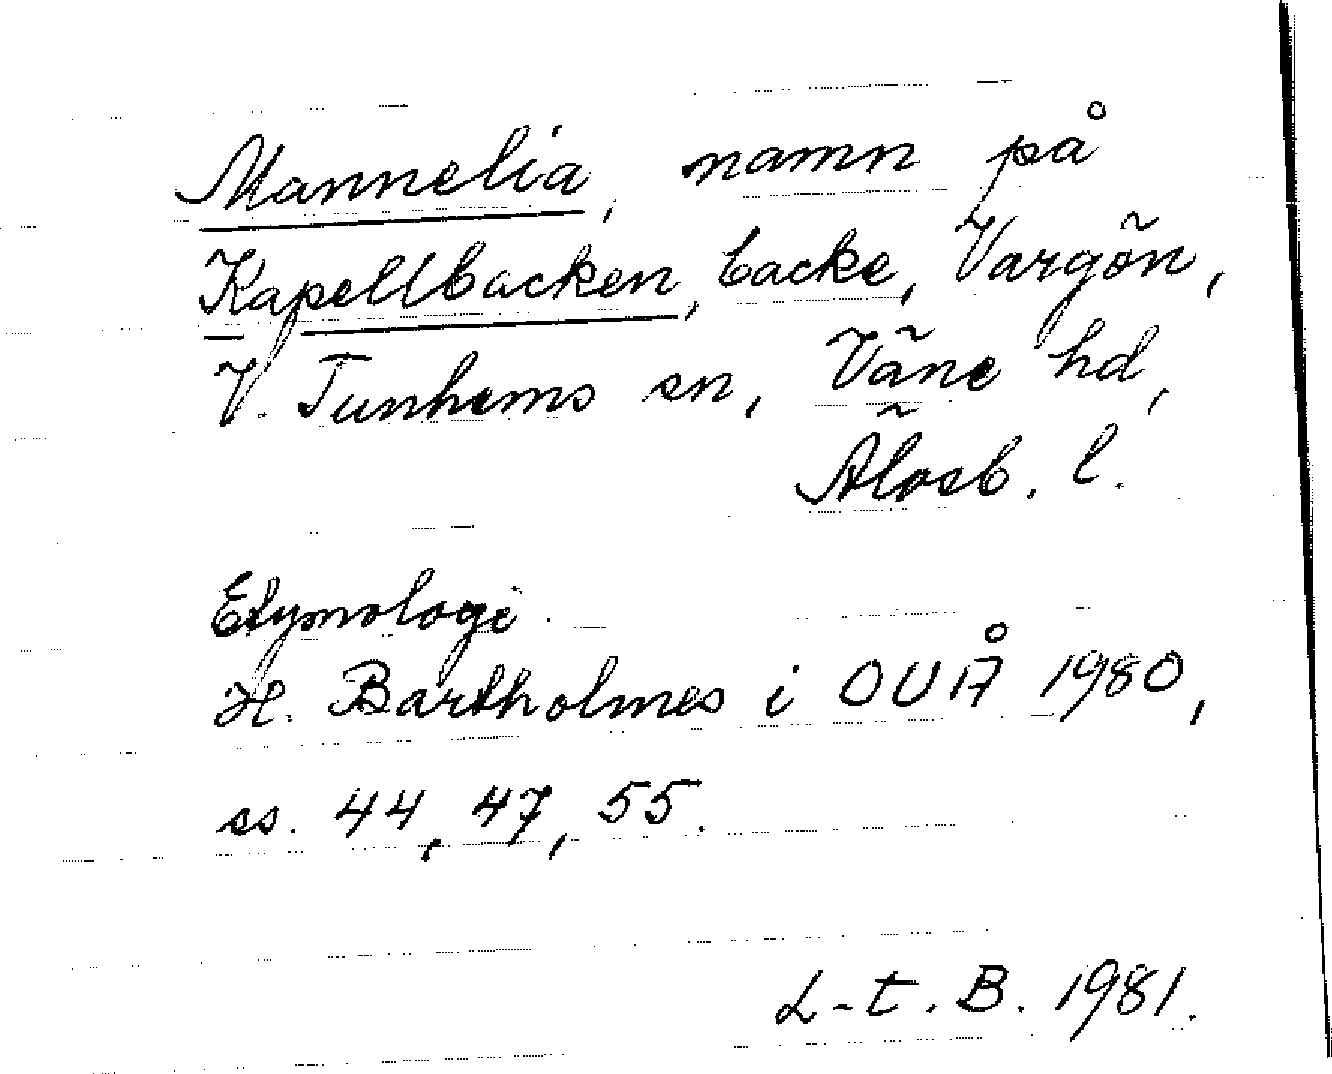 Mannelia, namn på
Kapellbacken, backe, Vargön,
V. Tunhems sn, Väne hd,
Älvsb. l.
Etymologi
H. Bartholmes i OUÅ 1980,
ss. 44, 47, 55.
L-t. B. 1981.